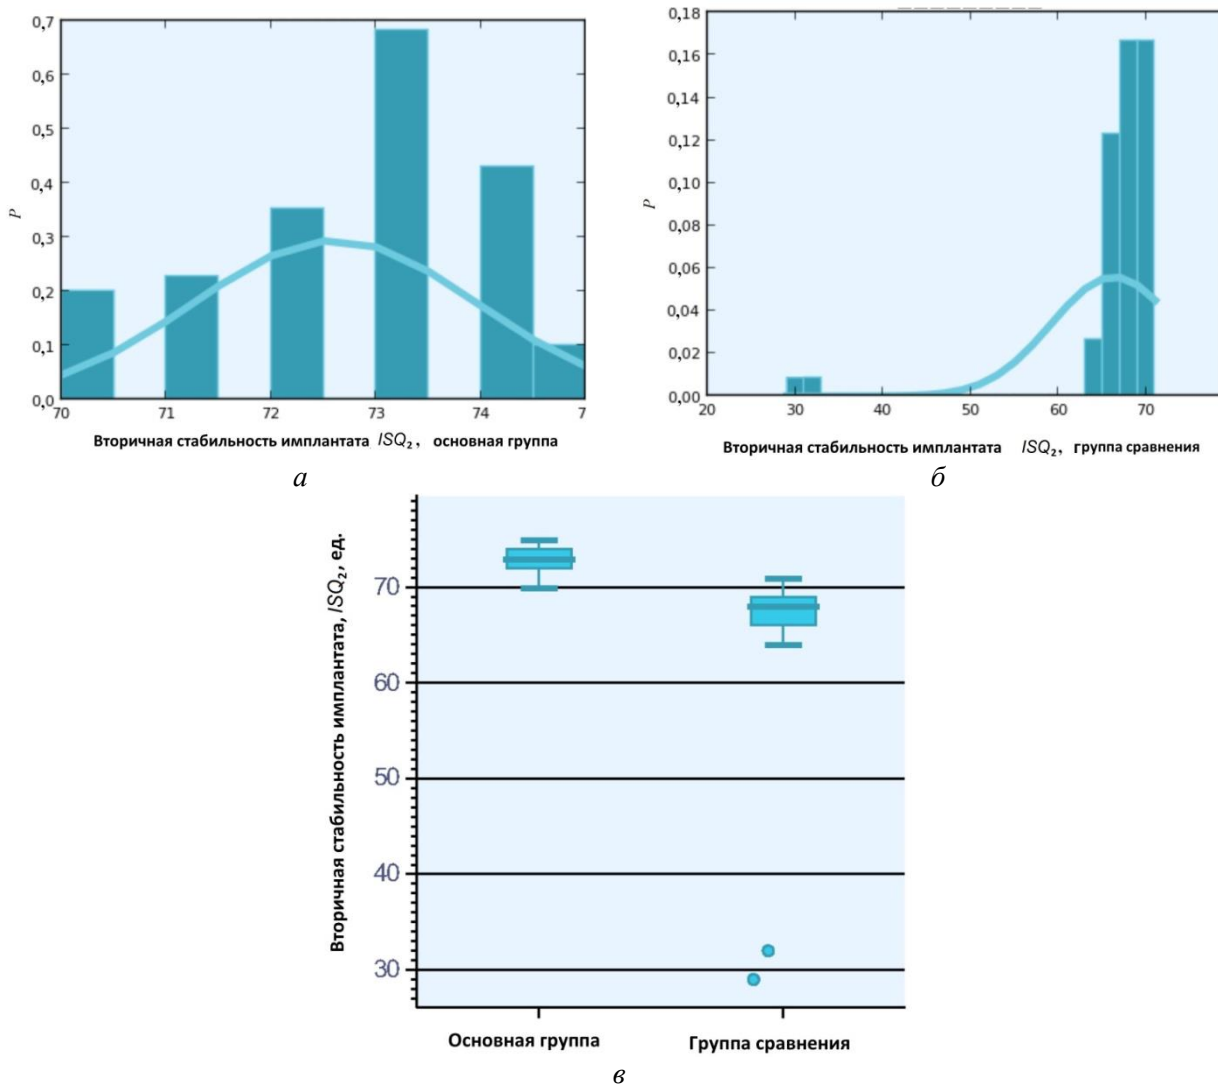 0,7
0,6
0,5
0,4
0,3
0,2
0,1
0,0
P
70 71 72 73 74 7
Вторичная стабильность имплантата ISQ₂, основная группа
а
0,18
0,16
0,14
0,12
0,10
0,08
0,06
0,04
0,02
0,00
P
20 30 40 50 60 70
Вторичная стабильность имплантата ISQ₂, группа сравнения
б
Вторичная стабильность имплантата, ISQ₂, ед.
70
60
50
40
30
Основная группа Группа сравнения
в